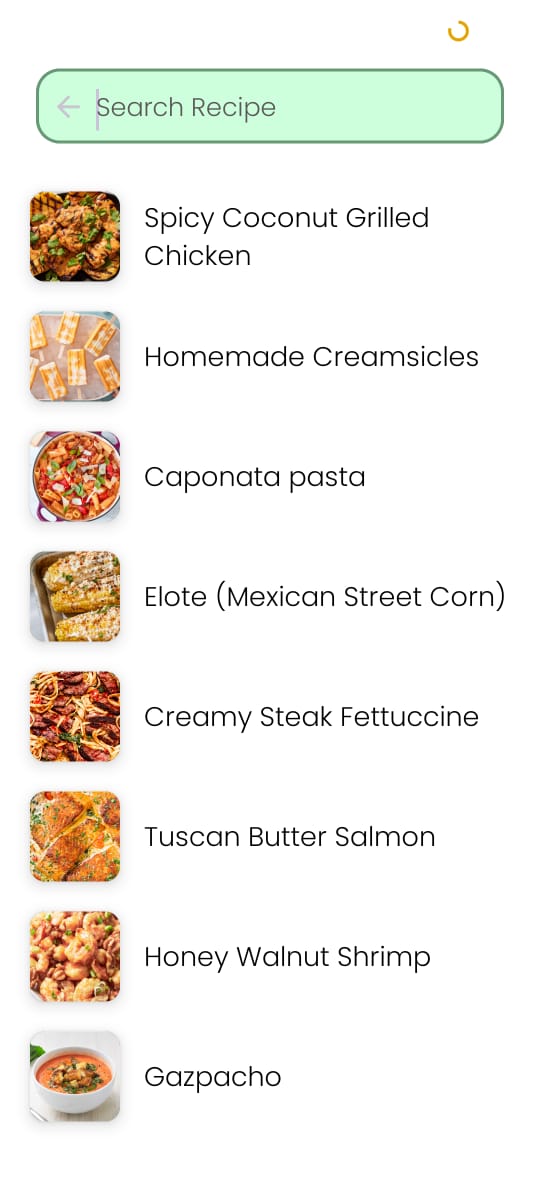 Search Recipe
Spicy Coconut Grilled
Chicken
Homemade Creamsicles
Caponata pasta
Elote (Mexican Street Corn)
Creamy Steak Fettuccine
Tuscan Butter Salmon
Honey Walnut Shrimp
Gazpacho